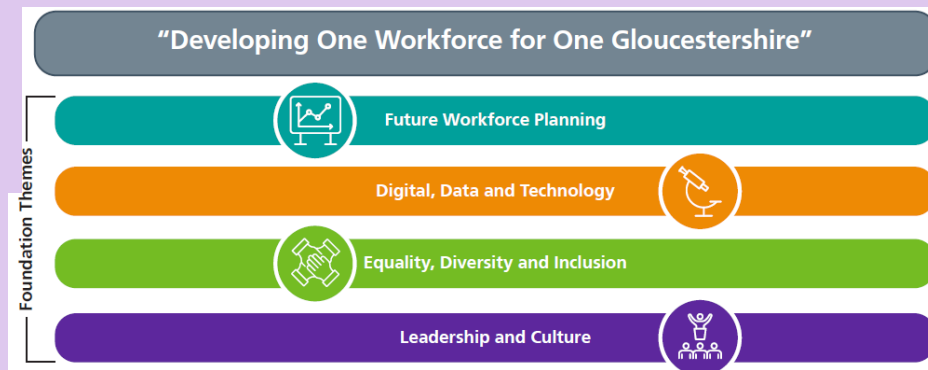 “Developing One Workforce for One Gloucestershire”
Foundation Themes
Future Workforce Planning
Digital, Data and Technology
Equality, Diversity and Inclusion
Leadership and Culture